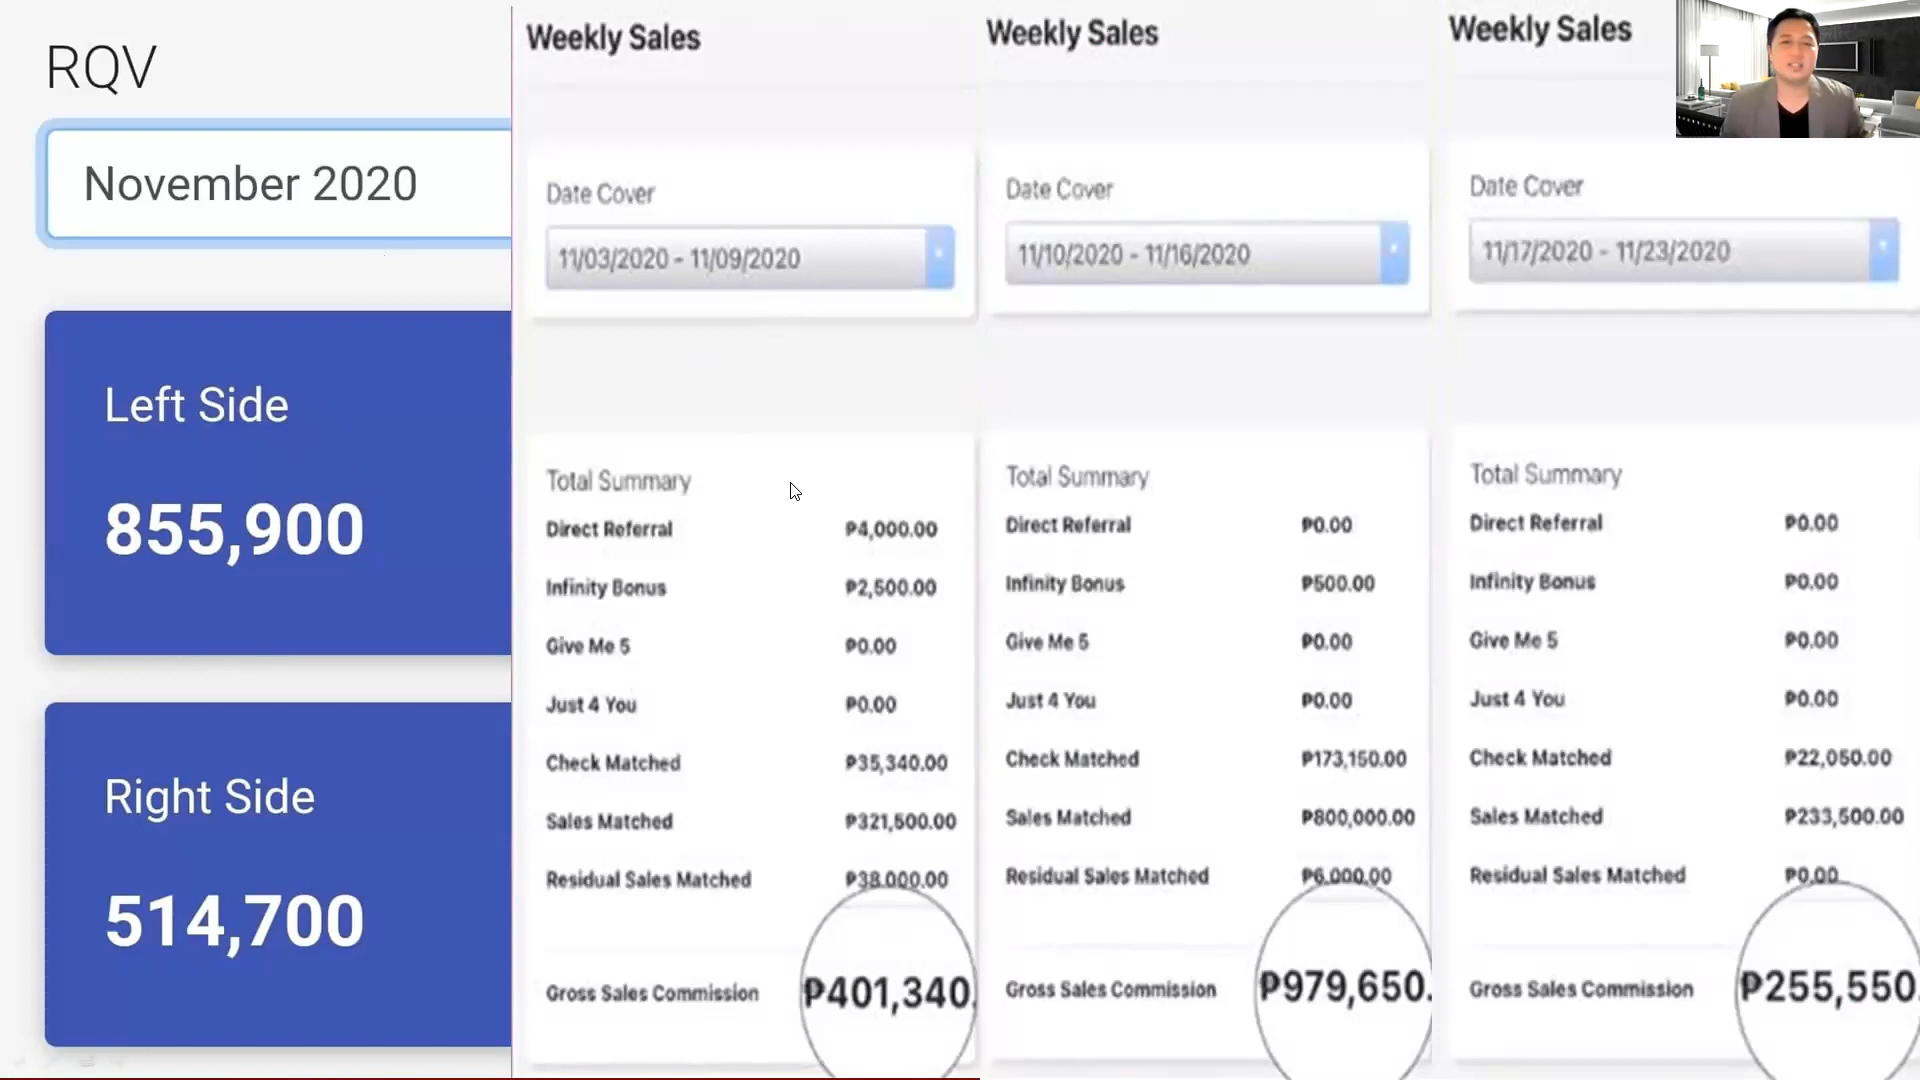 RQV
November 2020
Left Side
855,900
Right Side
514,700
Weekly Sales
Date Cover
11/03/2020 - 11/09/2020
Total Summary
Direct Referral ₱4,000.00
Infinity Bonus ₱2,500.00
Give Me 5 ₱0.00
Just 4 You ₱0.00
Check Matched ₱35,340.00
Sales Matched ₱321,500.00
Residual Sales Matched ₱38,000.00
Gross Sales Commission ₱401,340.
Weekly Sales
Date Cover
11/10/2020 - 11/16/2020
Total Summary
Direct Referral ₱0.00
Infinity Bonus ₱500.00
Give Me 5 ₱0.00
Just 4 You ₱0.00
Check Matched ₱173,150.00
Sales Matched ₱800,000.00
Residual Sales Matched ₱6,000.00
Gross Sales Commission ₱979,650.
Weekly Sales
Date Cover
11/17/2020 - 11/23/2020
Total Summary
Direct Referral ₱0.00
Infinity Bonus ₱0.00
Give Me 5 ₱0.00
Just 4 You ₱0.00
Check Matched ₱22,050.00
Sales Matched ₱233,500.00
Residual Sales Matched ₱0.00
Gross Sales Commission ₱255,550.